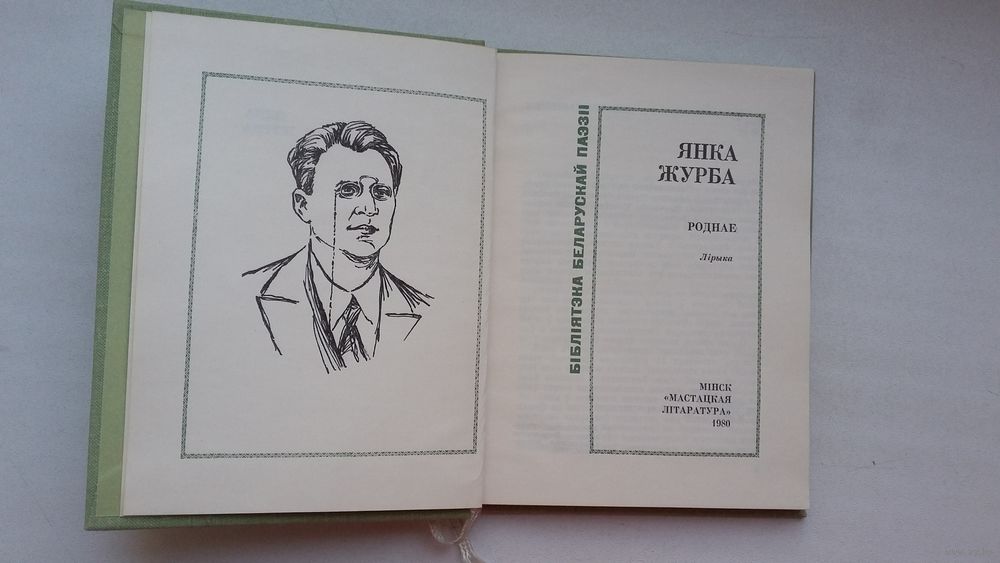 БІБЛІЯТЭКА БЕЛАРУСКАЙ ПАЭЗІІ
ЯНКА
ЖУРБА
РОДНАЕ
Лірыка
МІНСК
«МАСТАЦКАЯ
ЛІТАРАТУРА»
1980